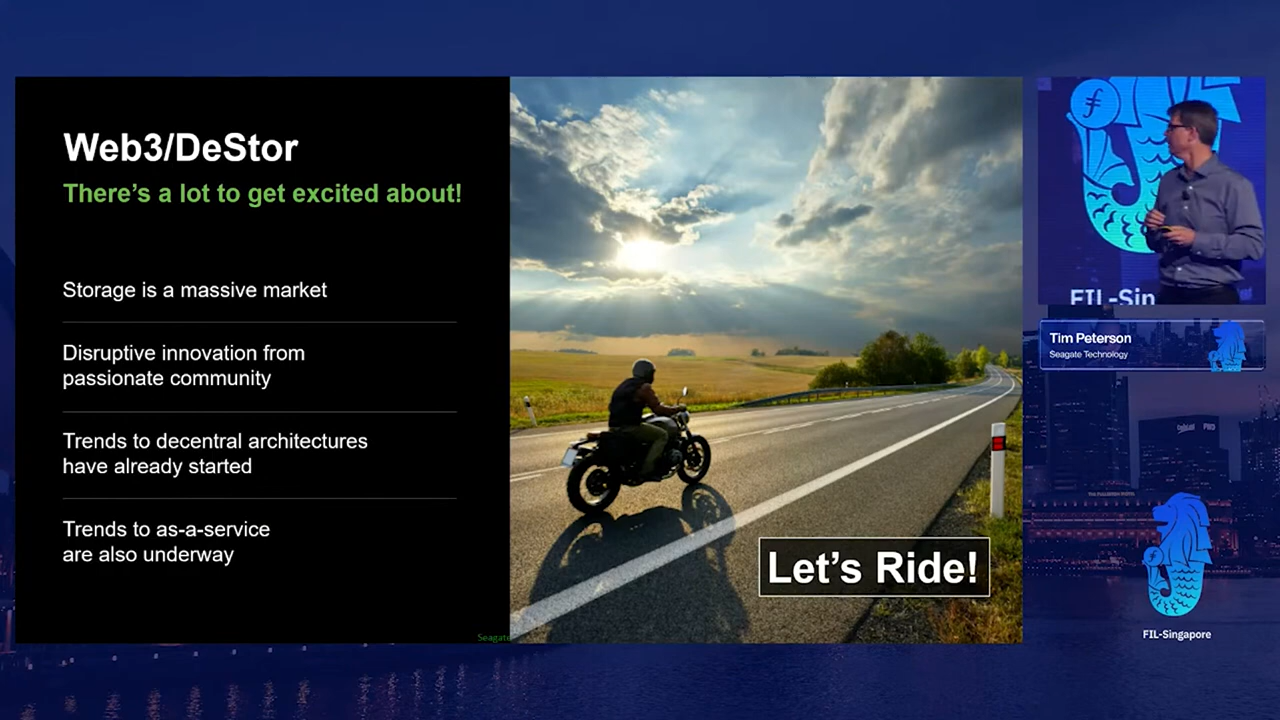 Web3/DeStor
There's a lot to get excited about!
Storage is a massive market
Disruptive innovation from
passionate community
Trends to decentral architectures
have already started
Trends to as-a-service
are also underway
Seagate
Let's Ride!
FIL-Sin
Tim Peterson
Seagate Technology
FIL-Singapore